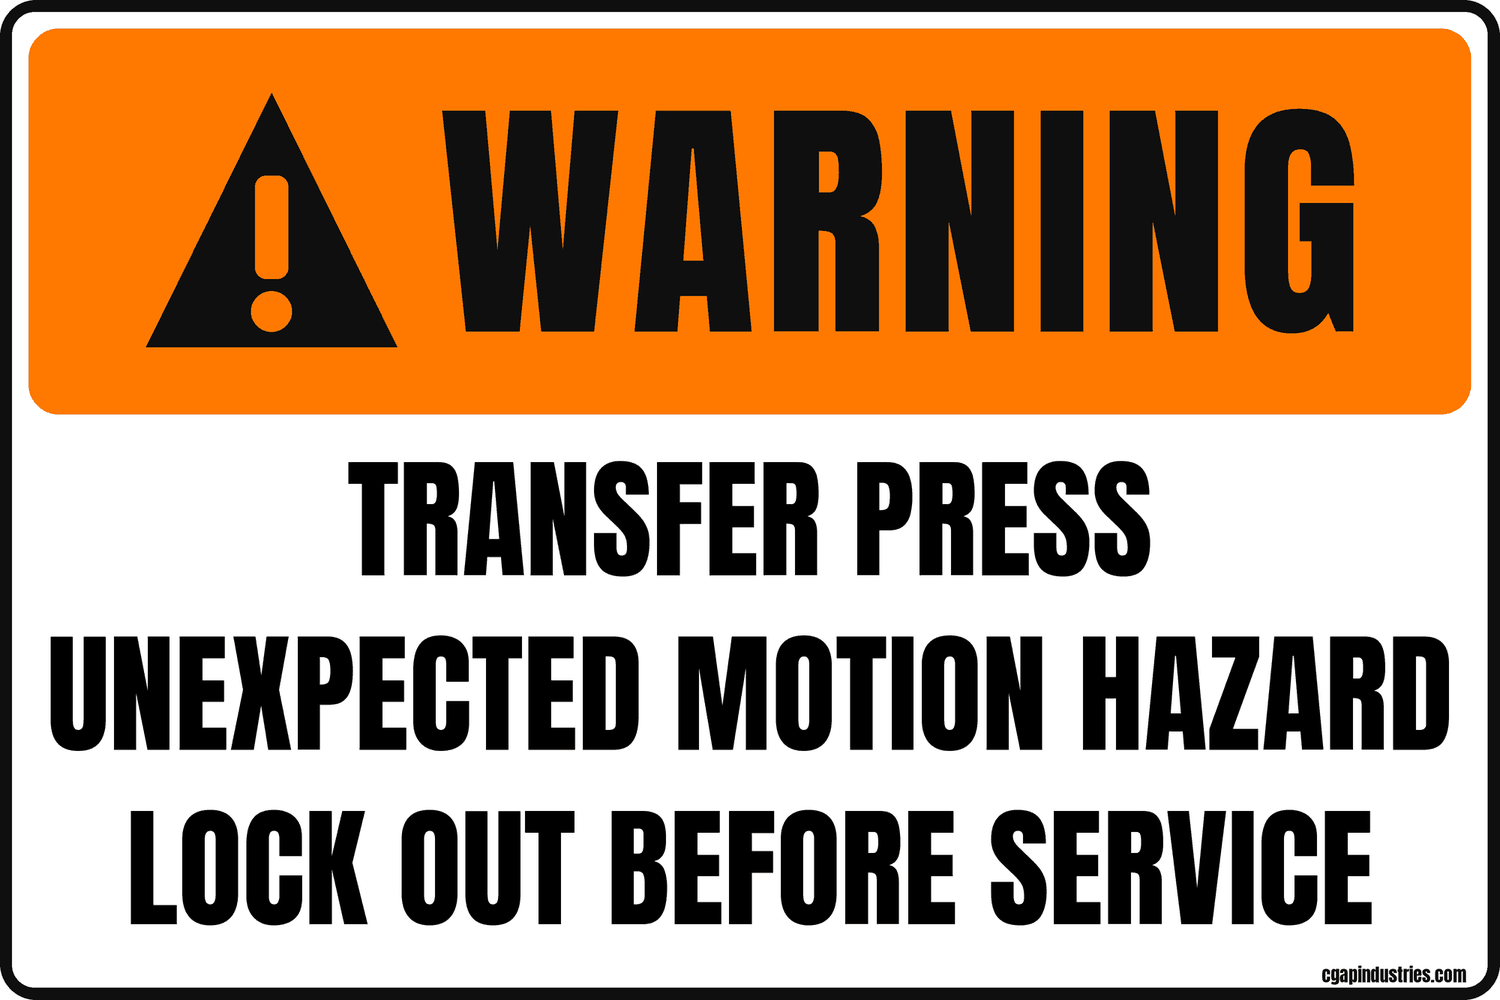 WARNING
TRANSFER PRESS
UNEXPECTED MOTION HAZARD
LOCK OUT BEFORE SERVICE
cgapindustries.com